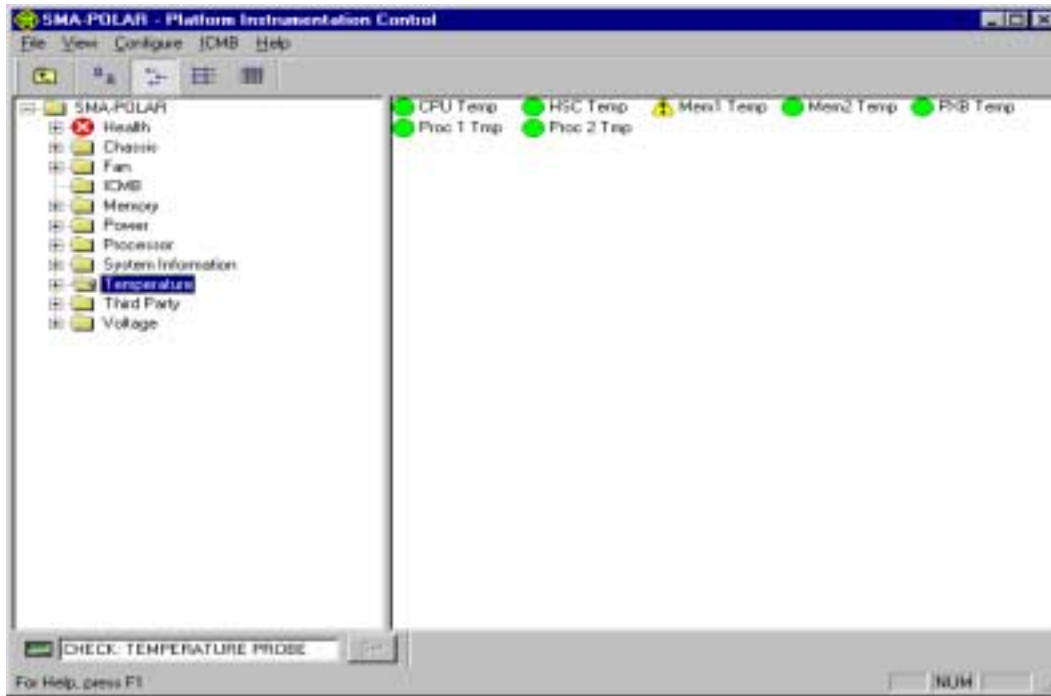 SMA-POLAR - Platform Instrumentation Control
File View Configure ICMB Help
SMA-POLAR
Health
Chassis
Fan
ICMB
Memory
Power
Processor
System Information
Temperature
Third Party
Voltage
CPU Temp HSC Temp Mem1 Temp Mem2 Temp PXB Temp
Proc 1 Tmp Proc 2 Tmp
CHECK: TEMPERATURE PROBE
For Help, press F1
NUM